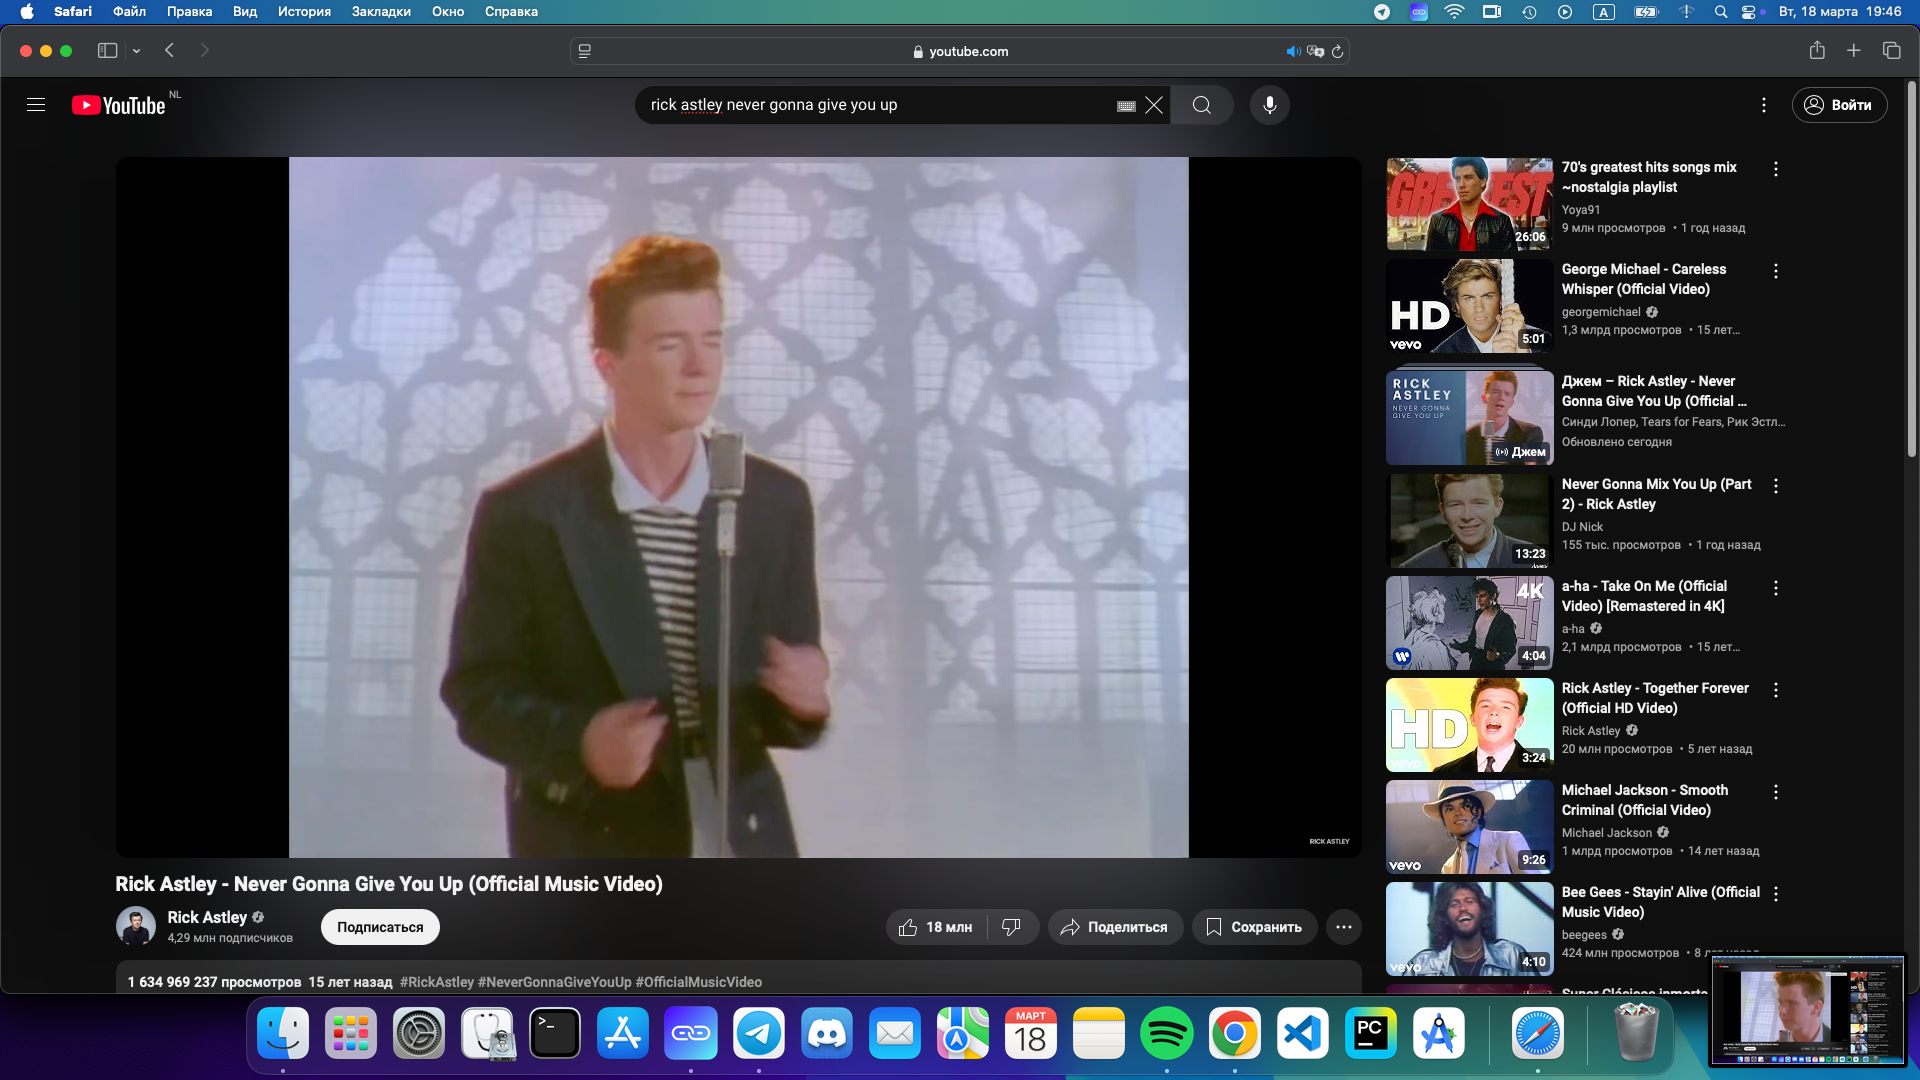 Safari Файл Правка Вид История Закладки Окно Справка
A Вт, 18 марта 19:46
youtube.com
YouTube NL
rick astley never gonna give you up
Войти
RICK ASTLEY
Rick Astley - Never Gonna Give You Up (Official Music Video)
Rick Astley
4,29 млн подписчиков
Подписаться
18 млн
Поделиться
Сохранить
1 634 969 237 просмотров 15 лет назад #RickAstley #NeverGonnaGiveYouUp #OfficialMusicVideo
GREATEST
26:06
70's greatest hits songs mix
~nostalgia playlist
Yoya91
9 млн просмотров • 1 год назад
HD
vevo
5:01
George Michael - Careless
Whisper (Official Video)
georgemichael
1,3 млрд просмотров • 15 лет...
RICK
ASTLEY
NEVER GONNA
GIVE YOU UP
Джем
Джем – Rick Astley - Never
Gonna Give You Up (Official ...
Синди Лопер, Tears for Fears, Рик Эстл...
Обновлено сегодня
13:23
Never Gonna Mix You Up (Part
2) - Rick Astley
DJ Nick
155 тыс. просмотров • 1 год назад
4K
4:04
a-ha - Take On Me (Official
Video) [Remastered in 4K]
a-ha
2,1 млрд просмотров • 15 лет...
HD
vevo
3:24
Rick Astley - Together Forever
(Official HD Video)
Rick Astley
20 млн просмотров • 5 лет назад
vevo
9:26
Michael Jackson - Smooth
Criminal (Official Video)
Michael Jackson
1 млрд просмотров • 14 лет назад
vevo
4:10
Bee Gees - Stayin' Alive (Official
Music Video)
beegees
424 млн просмотров • 8
МАРТ
18
PC